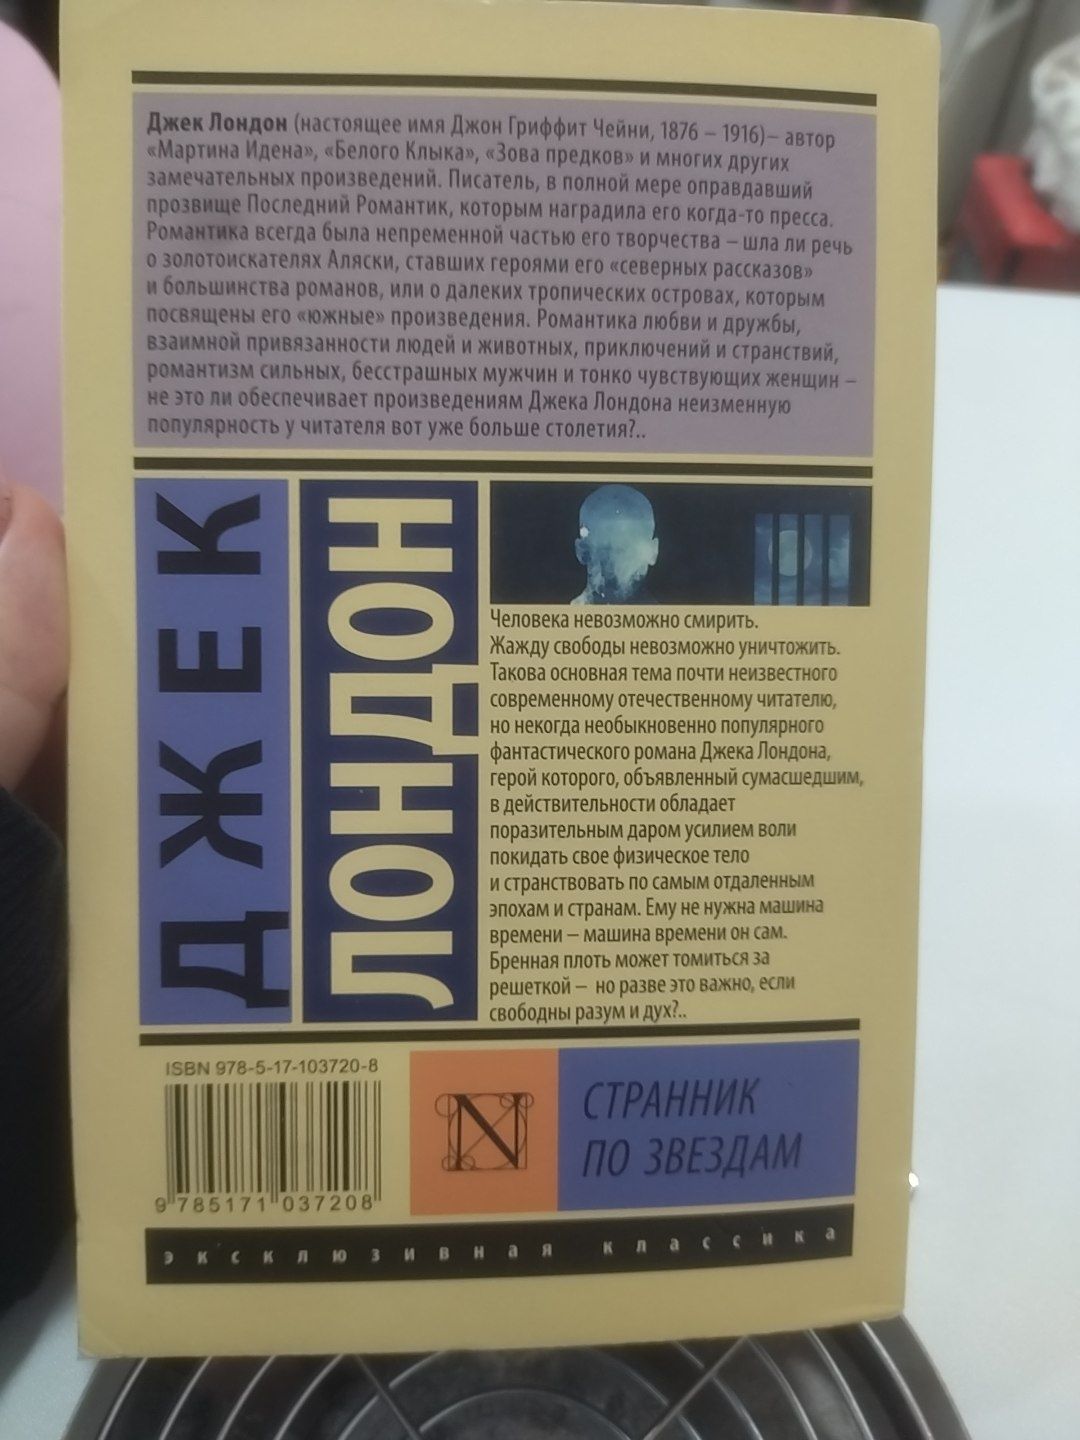 Джек Лондон (настоящее имя Джон Гриффит Чейни, 1876 – 1916)– автор
«Мартина Идена», «Белого Клыка», «Зова предков» и многих других
замечательных произведений. Писатель, в полной мере оправдавший
прозвище Последний Романтик, которым наградила его когда-то пресса.
Романтика всегда была непременной частью его творчества – шла ли речь
о золотоискателях Аляски, ставших героями его «северных рассказов»
и большинства романов, или о далеких тропических островах, которым
посвящены его «южные» произведения. Романтика любви и дружбы,
взаимной привязанности людей и животных, приключений и странствий,
романтизм сильных, бесстрашных мужчин и тонко чувствующих женщин –
не это ли обеспечивает произведениям Джека Лондона неизменную
популярность у читателя вот уже больше столетия?..
ДЖЕК
ЛОНДОН
Человека невозможно смирить.
Жажду свободы невозможно уничтожить.
Такова основная тема почти неизвестного
современному отечественному читателю,
но некогда необыкновенно популярного
фантастического романа Джека Лондона,
герой которого, объявленный сумасшедшим,
в действительности обладает
поразительным даром усилием воли
покидать свое физическое тело
и странствовать по самым отдаленным
эпохам и странам. Ему не нужна машина
времени – машина времени он сам.
Бренная плоть может томиться за
решеткой – но разве это важно, если
свободны разум и дух?..
ISBN 978-5-17-103720-8
9 785171 037208
N
СТРАННИК
ПО ЗВЕЗДАМ
эксклюзивная классика